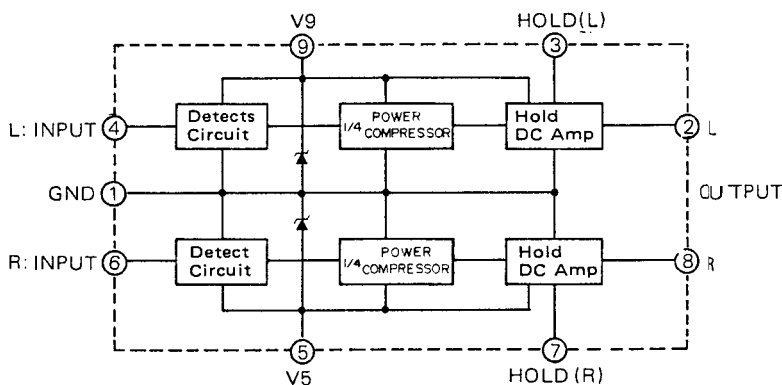 V9
HOLD(L)
9
3
L: INPUT 4
Detects
Circuit
1/4 POWER
COMPRESSOR
Hold
DC Amp
2 L
GND 1
OUTPUT
R: INPUT 6
Detect
Circuit
1/4 POWER
COMPRESSOR
Hold
DC Amp
8 R
5
7
V5
HOLD (R)